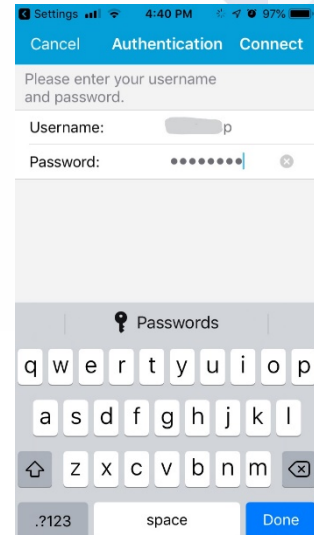 Settings 4:40 PM 97%
Cancel Authentication Connect
Please enter your username
and password.
Username: p
Password: ••••••••
Passwords
q w e r t y u i o p
a s d f g h j k l
z x c v b n m
.?123 space Done